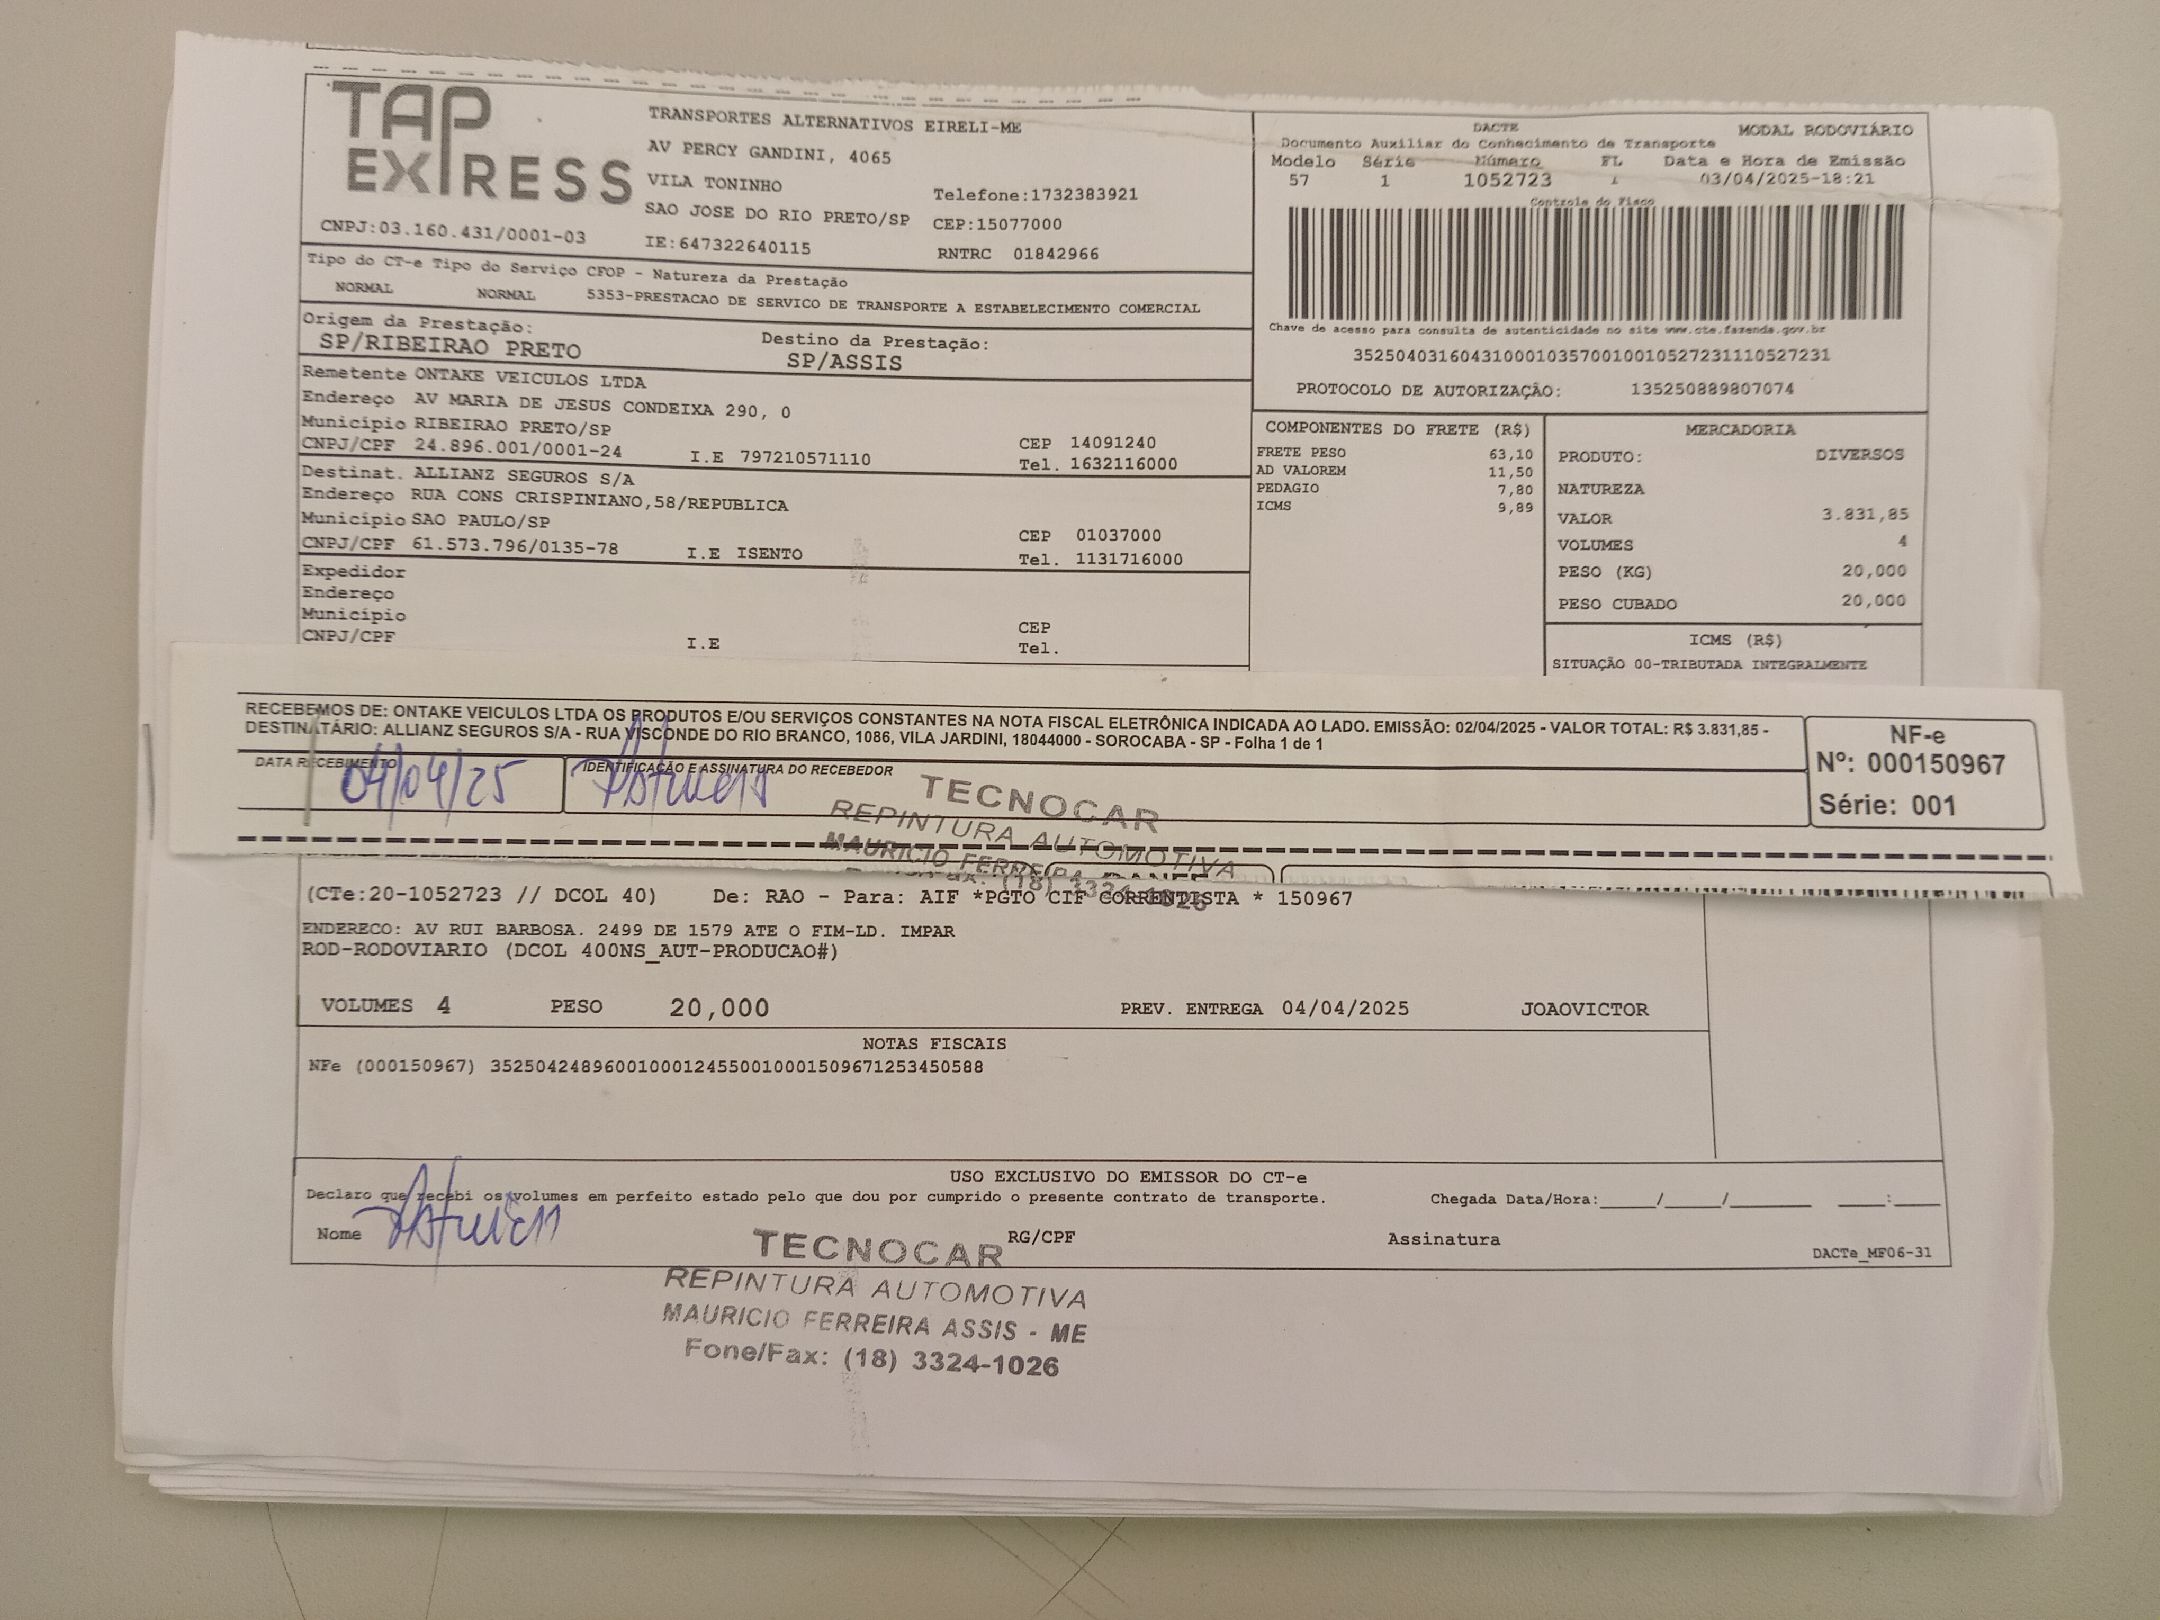 TAP
EXPRESS
CNPJ:03.160.431/0001-03
TRANSPORTES ALTERNATIVOS EIRELI-ME
AV PERCY GANDINI, 4065
VILA TONINHO
Telefone:1732383921
SAO JOSE DO RIO PRETO/SP CEP:15077000
IE:647322640115 RNTRC 01842966
DACTE MODAL RODOVIÁRIO
Documento Auxiliar do Conhecimento de Transporte
Modelo Série Número FL Data e Hora de Emissão
57 1 1052723 1 03/04/2025-18:21
Controle do Fisco
Chave de acesso para consulta de autenticidade no site www.cte.fazenda.gov.br
35250403160431000103570010010527231110527231
PROTOCOLO DE AUTORIZAÇÃO: 135250889807074
Tipo do CT-e Tipo do Serviço CFOP - Natureza da Prestação
NORMAL NORMAL 5353-PRESTACAO DE SERVICO DE TRANSPORTE A ESTABELECIMENTO COMERCIAL
Origem da Prestação: Destino da Prestação:
SP/RIBEIRAO PRETO SP/ASSIS
Remetente ONTAKE VEICULOS LTDA
Endereço AV MARIA DE JESUS CONDEIXA 290, 0
Município RIBEIRAO PRETO/SP CEP 14091240
CNPJ/CPF 24.896.001/0001-24 I.E 797210571110 Tel. 1632116000
Destinat. ALLIANZ SEGUROS S/A
Endereço RUA CONS CRISPINIANO,58/REPUBLICA
Município SAO PAULO/SP CEP 01037000
CNPJ/CPF 61.573.796/0135-78 I.E ISENTO Tel. 1131716000
Expedidor
Endereço
Município CEP
CNPJ/CPF I.E Tel.
COMPONENTES DO FRETE (R$)
FRETE PESO 63,10
AD VALOREM 11,50
PEDAGIO 7,80
ICMS 9,89
MERCADORIA
PRODUTO: DIVERSOS
NATUREZA
VALOR 3.831,85
VOLUMES 4
PESO (KG) 20,000
PESO CUBADO 20,000
ICMS (R$)
SITUAÇÃO 00-TRIBUTADA INTEGRALMENTE
RECEBEMOS DE: ONTAKE VEICULOS LTDA OS PRODUTOS E/OU SERVIÇOS CONSTANTES NA NOTA FISCAL ELETRÔNICA INDICADA AO LADO. EMISSÃO: 02/04/2025 - VALOR TOTAL: R$ 3.831,85 -
DESTINATÁRIO: ALLIANZ SEGUROS S/A - RUA VISCONDE DO RIO BRANCO, 1086, VILA JARDINI, 18044000 - SOROCABA - SP - Folha 1 de 1
DATA RECEBIMENTO IDENTIFICAÇÃO E ASSINATURA DO RECEBEDOR
04/04/25
NF-e
Nº: 000150967
Série: 001
TECNOCAR
REPINTURA AUTOMOTIVA
MAURICIO FERREIRA
(18) 3324-1026
(CTe:20-1052723 // DCOL 40) De: RAO - Para: AIF *PGTO CIF CORRENTISTA * 150967
ENDERECO: AV RUI BARBOSA. 2499 DE 1579 ATE O FIM-LD. IMPAR
ROD-RODOVIARIO (DCOL 400NS_AUT-PRODUCAO#)
VOLUMES 4 PESO 20,000 PREV. ENTREGA 04/04/2025 JOAOVICTOR
NOTAS FISCAIS
NFe (000150967) 35250424896001000124550010001509671253450588
USO EXCLUSIVO DO EMISSOR DO CT-e
Declaro que recebi os volumes em perfeito estado pelo que dou por cumprido o presente contrato de transporte. Chegada Data/Hora:_____/_____/_______ ____:____
Nome RG/CPF Assinatura
DACTe_MF06-31
TECNOCAR
REPINTURA AUTOMOTIVA
MAURICIO FERREIRA ASSIS - ME
Fone/Fax: (18) 3324-1026